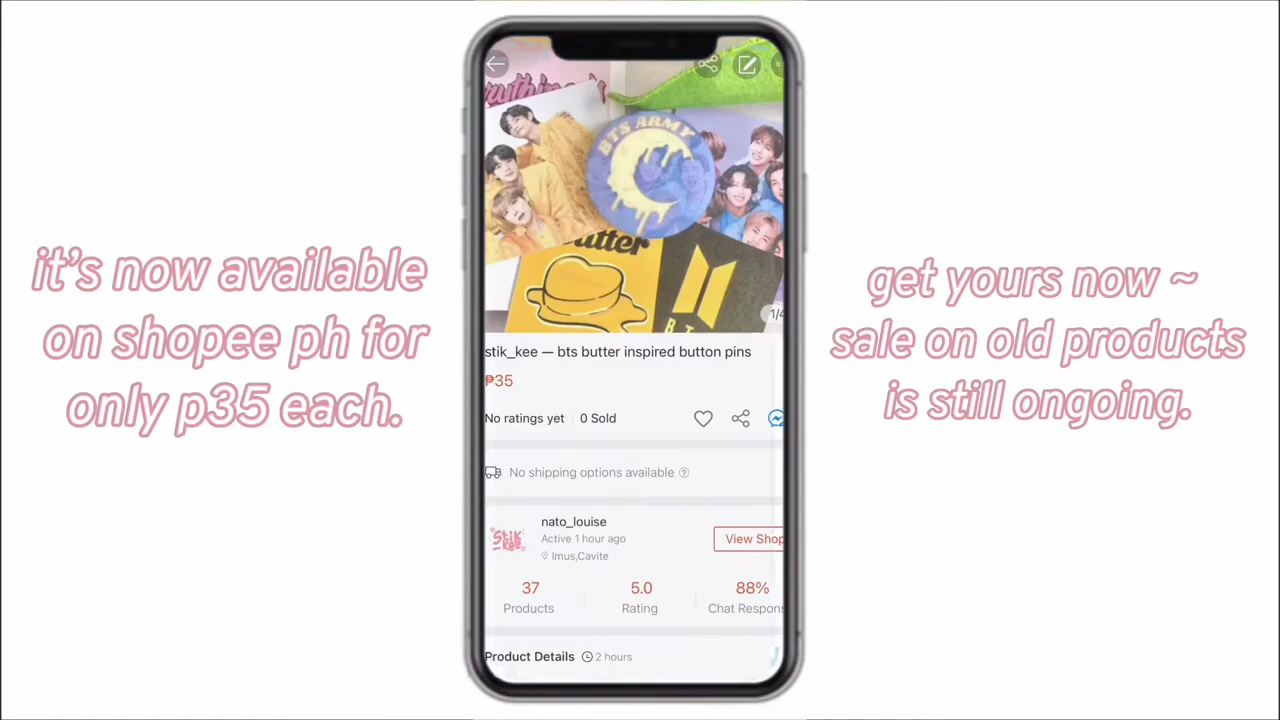 it's now available
on shopee ph for
only p35 each.
BTS ARMY
utter
stik_kee — bts butter inspired button pins
₱35
No ratings yet
0 Sold
No shipping options available
stik
kee
nato_louise
Active 1 hour ago
Imus,Cavite
View Shop
37
Products
5.0
Rating
88%
Chat Respons
Product Details
2 hours
get yours now ~
sale on old products
is still ongoing.